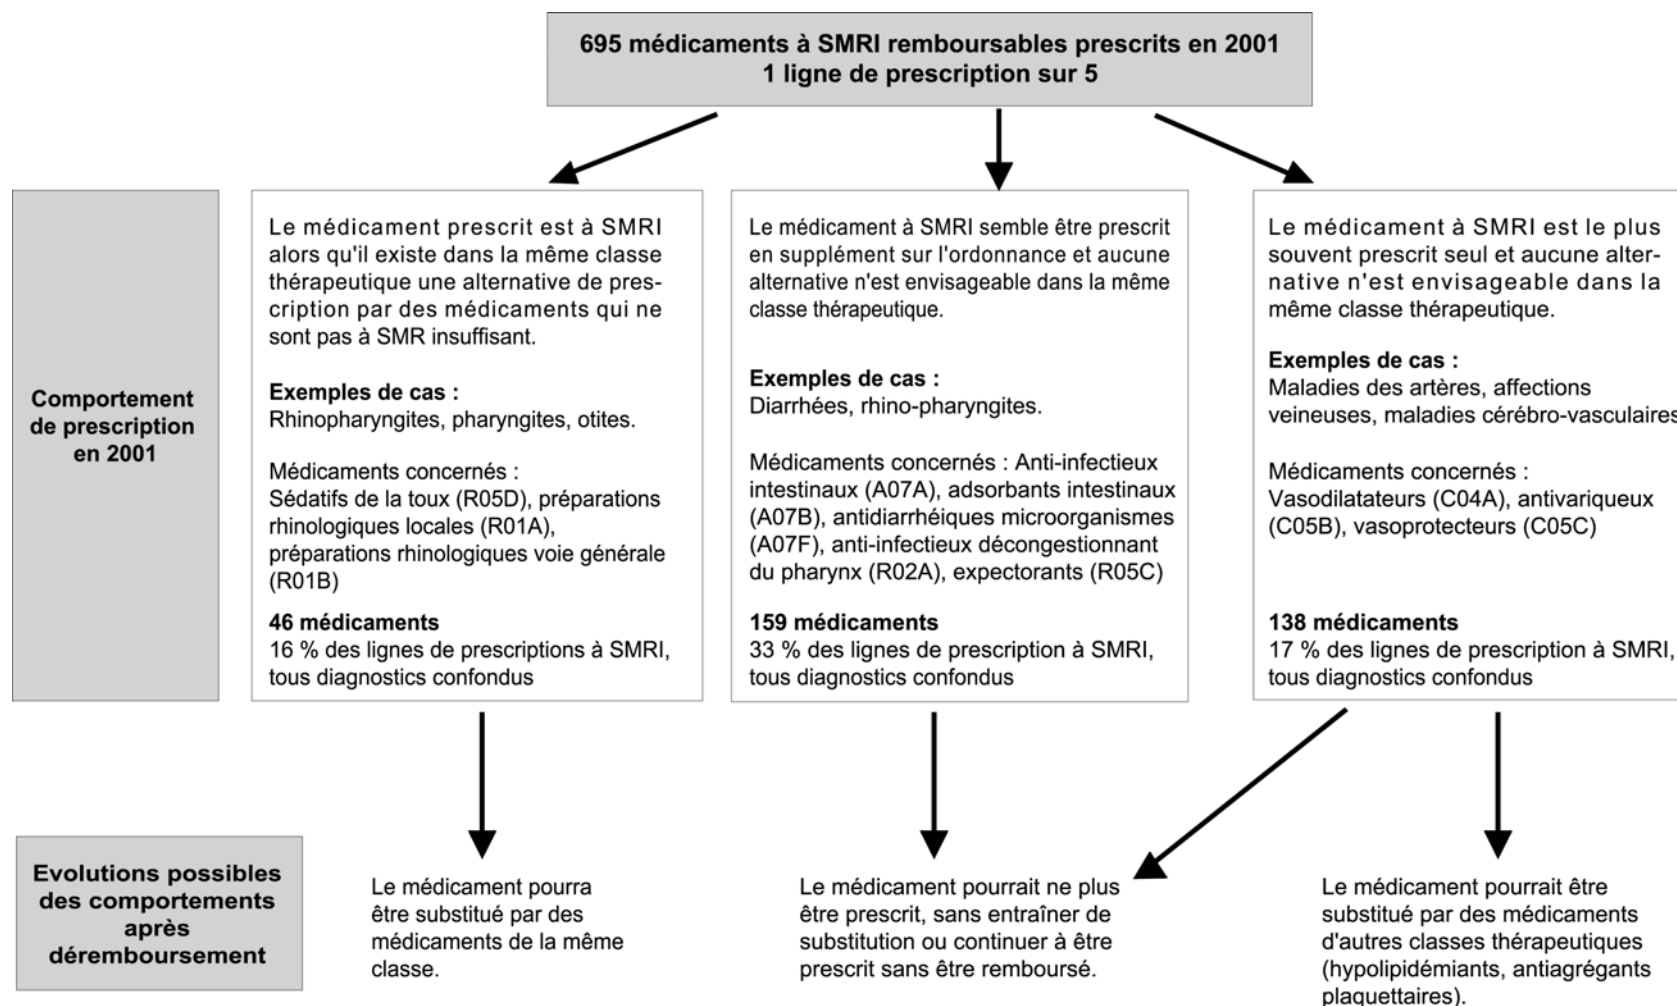 695 médicaments à SMRI remboursables prescrits en 2001
1 ligne de prescription sur 5
Comportement
de prescription
en 2001
Le médicament prescrit est à SMRI
alors qu'il existe dans la même classe
thérapeutique une alternative de pres-
cription par des médicaments qui ne
sont pas à SMR insuffisant.
Exemples de cas :
Rhinopharyngites, pharyngites, otites.
Médicaments concernés :
Sédatifs de la toux (R05D), préparations
rhinologiques locales (R01A),
préparations rhinologiques voie générale
(R01B)
46 médicaments
16 % des lignes de prescriptions à SMRI,
tous diagnostics confondus
Le médicament à SMRI semble être prescrit
en supplément sur l'ordonnance et aucune
alternative n'est envisageable dans la même
classe thérapeutique.
Exemples de cas :
Diarrhées, rhino-pharyngites.
Médicaments concernés : Anti-infectieux
intestinaux (A07A), adsorbants intestinaux
(A07B), antidiarrhéiques microorganismes
(A07F), anti-infectieux décongestionnant
du pharynx (R02A), expectorants (R05C)
159 médicaments
33 % des lignes de prescription à SMRI,
tous diagnostics confondus
Le médicament à SMRI est le plus
souvent prescrit seul et aucune alter-
native n'est envisageable dans la
même classe thérapeutique.
Exemples de cas :
Maladies des artères, affections
veineuses, maladies cérébro-vasculaires
Médicaments concernés :
Vasodilatateurs (C04A), antivariqueux
(C05B), vasoprotecteurs (C05C)
138 médicaments
17 % des lignes de prescription à SMRI,
tous diagnostics confondus
Evolutions possibles
des comportements
après
déremboursement
Le médicament pourra
être substitué par des
médicaments de la même
classe.
Le médicament pourrait ne plus
être prescrit, sans entraîner de
substitution ou continuer à être
prescrit sans être remboursé.
Le médicament pourrait être
substitué par des médicaments
d'autres classes thérapeutiques
(hypolipidémiants, antiagrégants
plaquettaires).